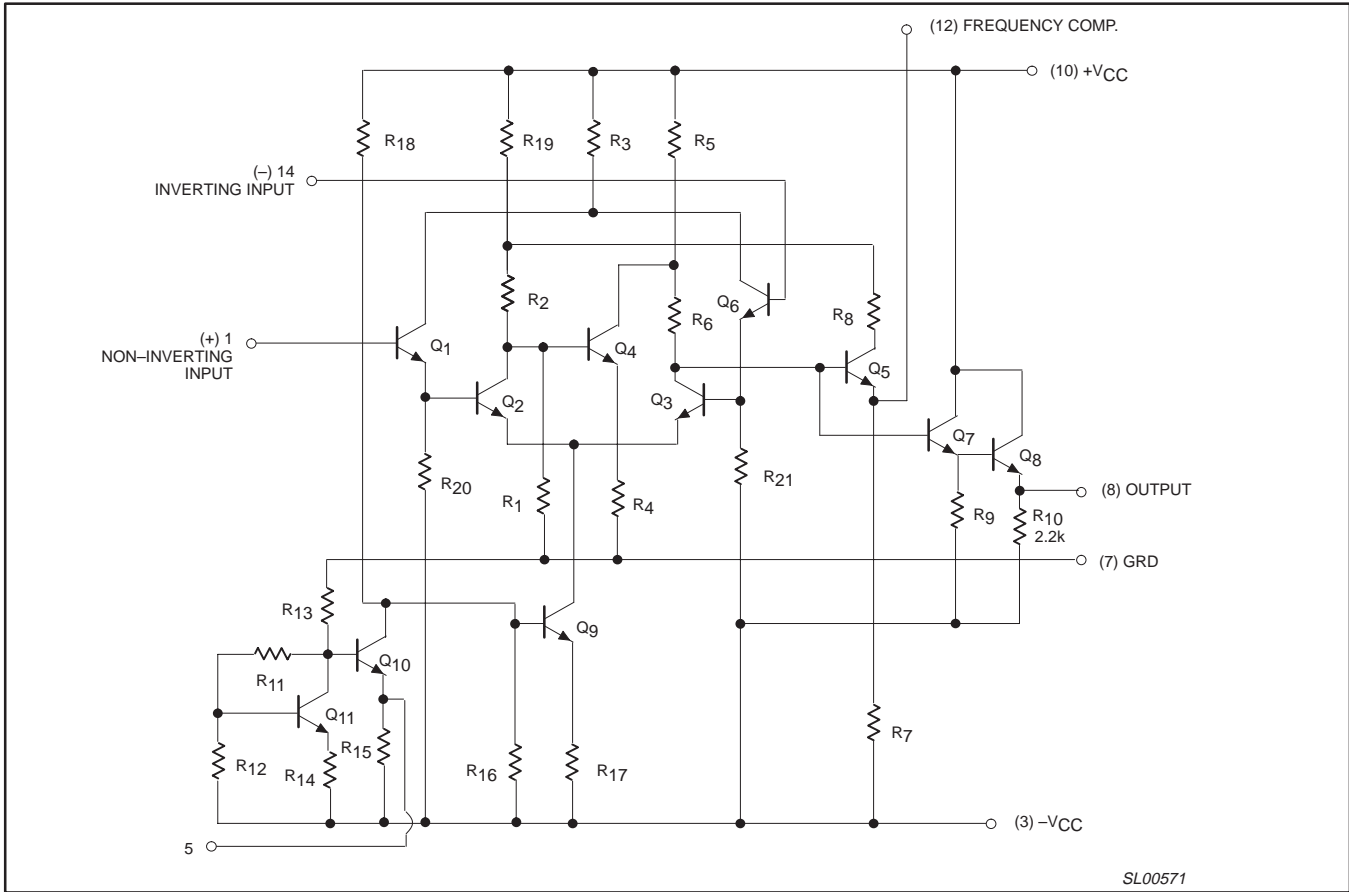 (12) FREQUENCY COMP.
(10) +VCC
R18
R19
R3
R5
(–) 14
INVERTING INPUT
R2
R6
Q6
R8
(+) 1
NON–INVERTING
INPUT
Q1
Q4
Q5
Q2
Q3
Q7
Q8
R20
R1
R4
R21
R9
(8) OUTPUT
R10
2.2k
(7) GRD
R13
Q9
R11
Q10
Q11
R12
R14
R15
R16
R17
R7
(3) –VCC
5
SL00571